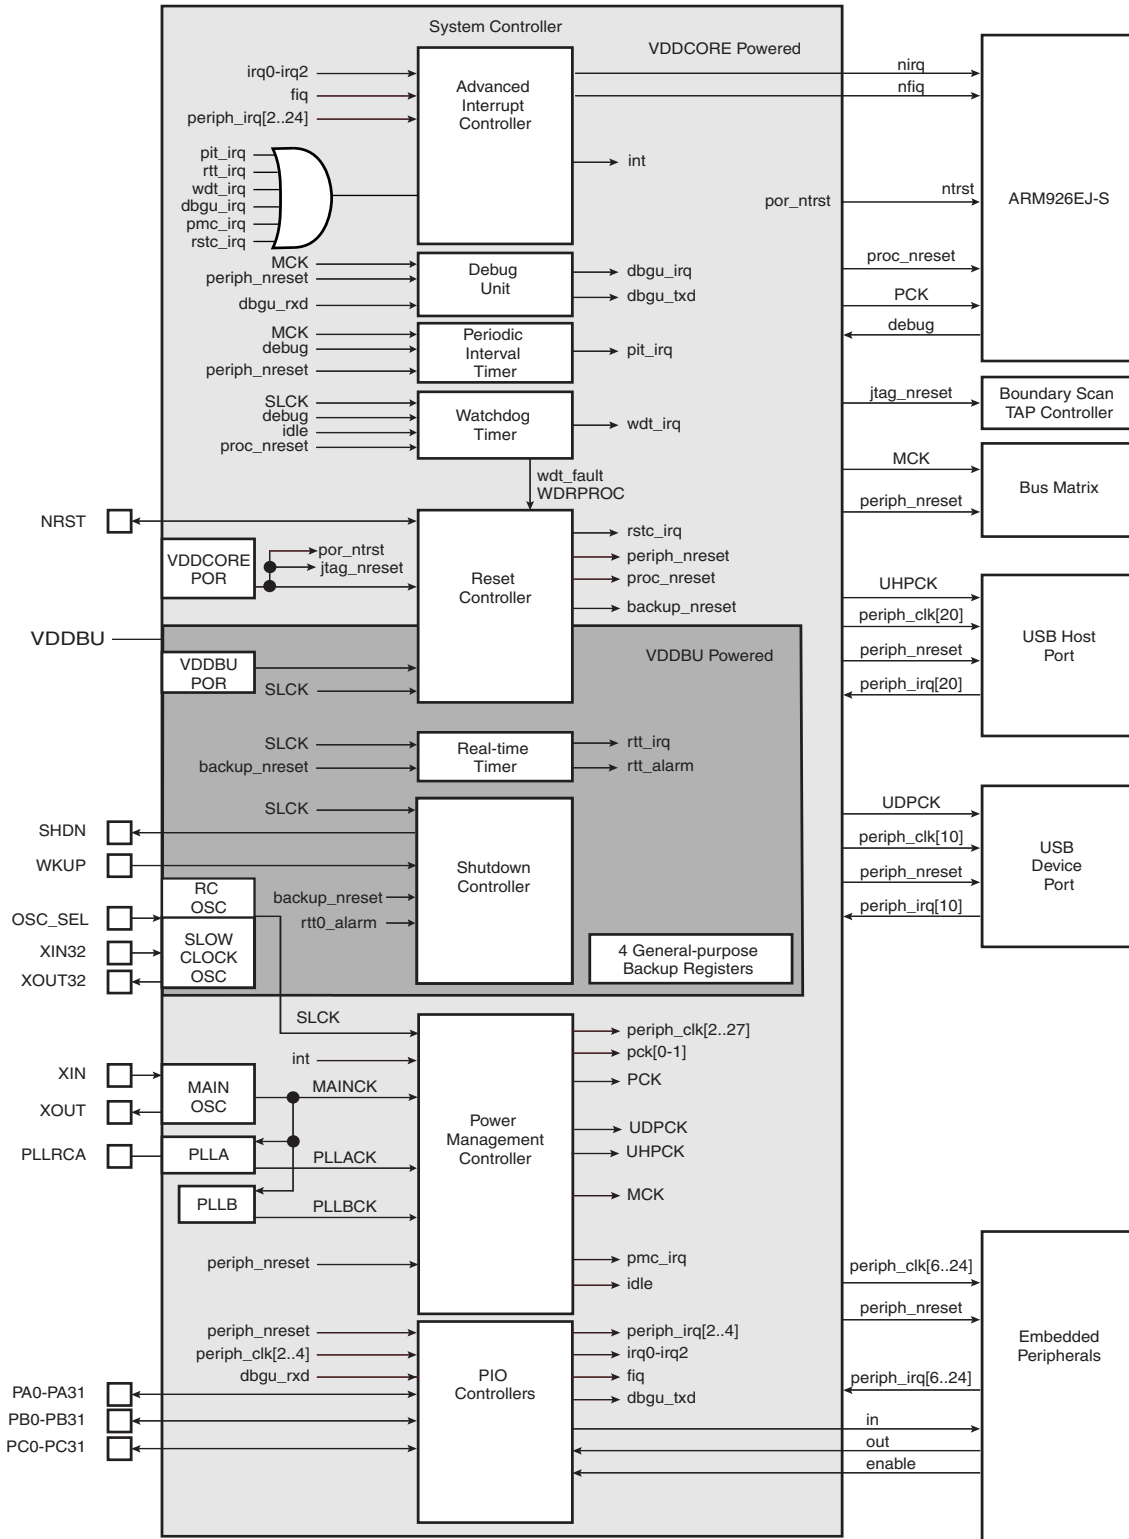 System Controller
VDDCORE Powered
irq0-irq2
fiq
periph_irq[2..24]
Advanced
Interrupt
Controller
nirq
nfiq
int
pit_irq
rtt_irq
wdt_irq
dbgu_irq
pmc_irq
rstc_irq
por_ntrst
ntrst
ARM926EJ-S
proc_nreset
PCK
debug
MCK
periph_nreset
dbgu_rxd
Debug
Unit
dbgu_irq
dbgu_txd
MCK
debug
periph_nreset
Periodic
Interval
Timer
pit_irq
SLCK
debug
idle
proc_nreset
Watchdog
Timer
wdt_irq
jtag_nreset
Boundary Scan
TAP Controller
wdt_fault
WDRPROC
MCK
periph_nreset
Bus Matrix
NRST
VDDCORE
POR
por_ntrst
jtag_nreset
Reset
Controller
rstc_irq
periph_nreset
proc_nreset
backup_nreset
UHPCK
periph_clk[20]
periph_nreset
periph_irq[20]
USB Host
Port
VDDBU
VDDBU Powered
VDDBU
POR
SLCK
SLCK
backup_nreset
Real-time
Timer
rtt_irq
rtt_alarm
SLCK
SHDN
WKUP
backup_nreset
rtt0_alarm
Shutdown
Controller
UDPCK
periph_clk[10]
periph_nreset
periph_irq[10]
USB
Device
Port
RC
OSC
OSC_SEL
XIN32
XOUT32
SLOW
CLOCK
OSC
4 General-purpose
Backup Registers
SLCK
int
XIN
XOUT
MAIN
OSC
MAINCK
PLLRCA
PLLA
PLLACK
PLLB
PLLBCK
periph_nreset
Power
Management
Controller
periph_clk[2..27]
pck[0-1]
PCK
UDPCK
UHPCK
MCK
pmc_irq
idle
periph_nreset
periph_clk[2..4]
dbgu_rxd
PA0-PA31
PB0-PB31
PC0-PC31
PIO
Controllers
periph_irq[2..4]
irq0-irq2
fiq
dbgu_txd
periph_clk[6..24]
periph_nreset
periph_irq[6..24]
in
out
enable
Embedded
Peripherals